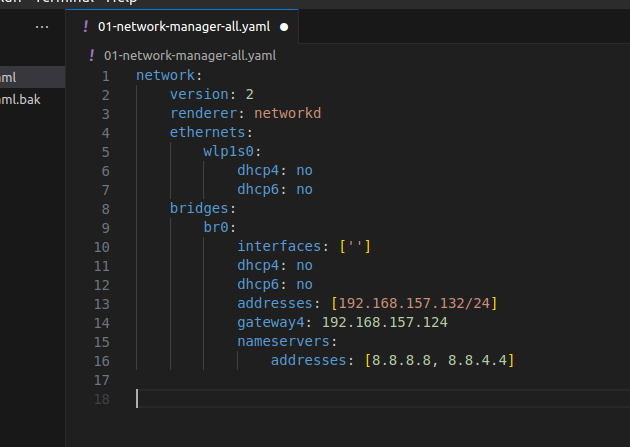 ...
! 01-network-manager-all.yaml ●
! 01-network-manager-all.yaml
aml
aml.bak
1 network:
2     version: 2
3     renderer: networkd
4     ethernets:
5         wlp1s0:
6             dhcp4: no
7             dhcp6: no
8     bridges:
9         br0:
10             interfaces: ['']
11             dhcp4: no
12             dhcp6: no
13             addresses: [192.168.157.132/24]
14             gateway4: 192.168.157.124
15             nameservers:
16                 addresses: [8.8.8.8, 8.8.4.4]
17
18